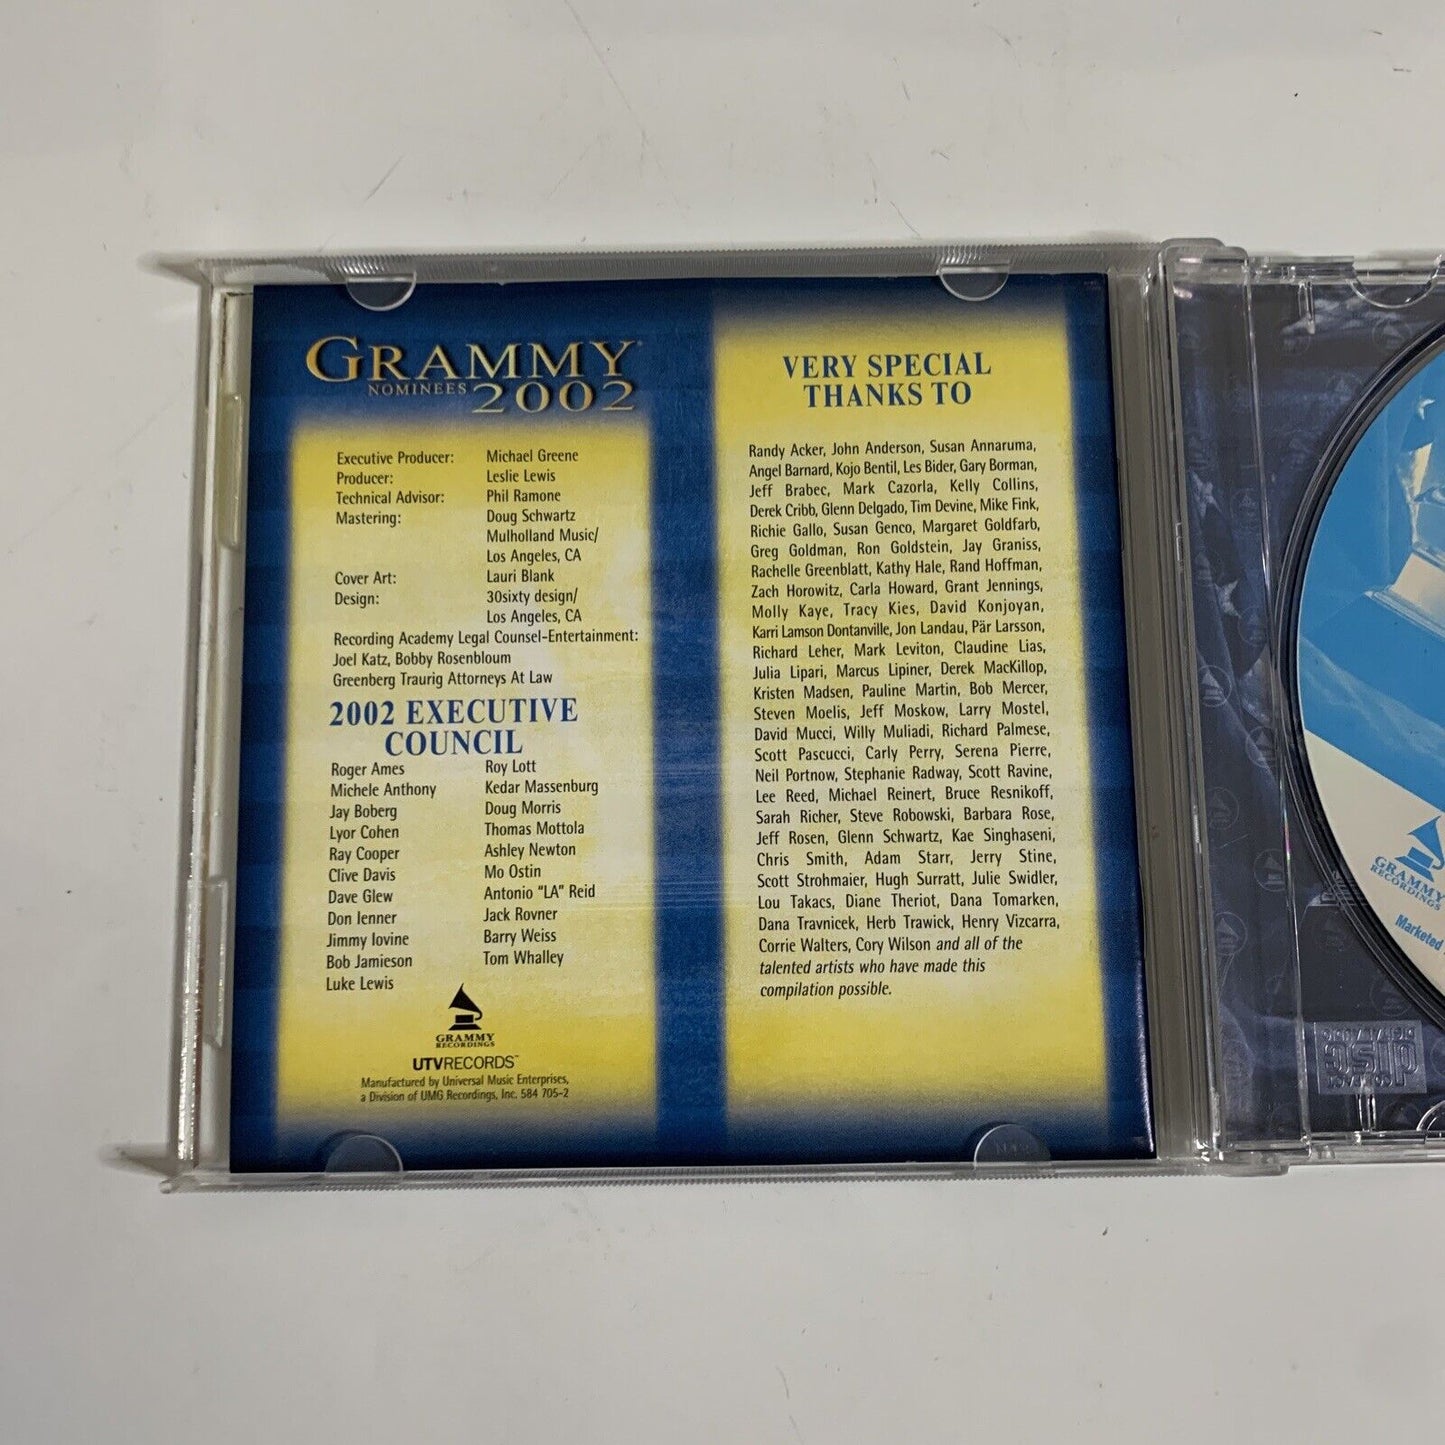 GRAMMY®
NOMINEES 2002
Executive Producer: Michael Greene
Producer: Leslie Lewis
Technical Advisor: Phil Ramone
Mastering: Doug Schwartz
Mulholland Music/
Los Angeles, CA
Cover Art: Lauri Blank
Design: 30sixty design/
Los Angeles, CA
Recording Academy Legal Counsel-Entertainment:
Joel Katz, Bobby Rosenbloum
Greenberg Traurig Attorneys At Law
2002 EXECUTIVE
COUNCIL
Roger Ames
Michele Anthony
Jay Boberg
Lyor Cohen
Ray Cooper
Clive Davis
Dave Glew
Don Ienner
Jimmy Iovine
Bob Jamieson
Luke Lewis
Roy Lott
Kedar Massenburg
Doug Morris
Thomas Mottola
Ashley Newton
Mo Ostin
Antonio "LA" Reid
Jack Rovner
Barry Weiss
Tom Whalley
GRAMMY
RECORDINGS
UTVRECORDS™
Manufactured by Universal Music Enterprises,
a Division of UMG Recordings, Inc. 584 705-2
VERY SPECIAL
THANKS TO
Randy Acker, John Anderson, Susan Annaruma,
Angel Barnard, Kojo Bentil, Les Bider, Gary Borman,
Jeff Brabec, Mark Cazorla, Kelly Collins,
Derek Cribb, Glenn Delgado, Tim Devine, Mike Fink,
Richie Gallo, Susan Genco, Margaret Goldfarb,
Greg Goldman, Ron Goldstein, Jay Graniss,
Rachelle Greenblatt, Kathy Hale, Rand Hoffman,
Zach Horowitz, Carla Howard, Grant Jennings,
Molly Kaye, Tracy Kies, David Konjoyan,
Karri Lamson Dontanville, Jon Landau, Pär Larsson,
Richard Leher, Mark Leviton, Claudine Lias,
Julia Lipari, Marcus Lipiner, Derek MacKillop,
Kristen Madsen, Pauline Martin, Bob Mercer,
Steven Moelis, Jeff Moskow, Larry Mostel,
David Mucci, Willy Muliadi, Richard Palmese,
Scott Pascucci, Carly Perry, Serena Pierre,
Neil Portnow, Stephanie Radway, Scott Ravine,
Lee Reed, Michael Reinert, Bruce Resnikoff,
Sarah Richer, Steve Robowski, Barbara Rose,
Jeff Rosen, Glenn Schwartz, Kae Singhaseni,
Chris Smith, Adam Starr, Jerry Stine,
Scott Strohmaier, Hugh Surratt, Julie Swidler,
Lou Takacs, Diane Theriot, Dana Tomarken,
Dana Travnicek, Herb Trawick, Henry Vizcarra,
Corrie Walters, Cory Wilson and all of the
talented artists who have made this
compilation possible.
GRAMMY
RECORDINGS
Marketed
COMPACT
disc
DIGITAL AUDIO